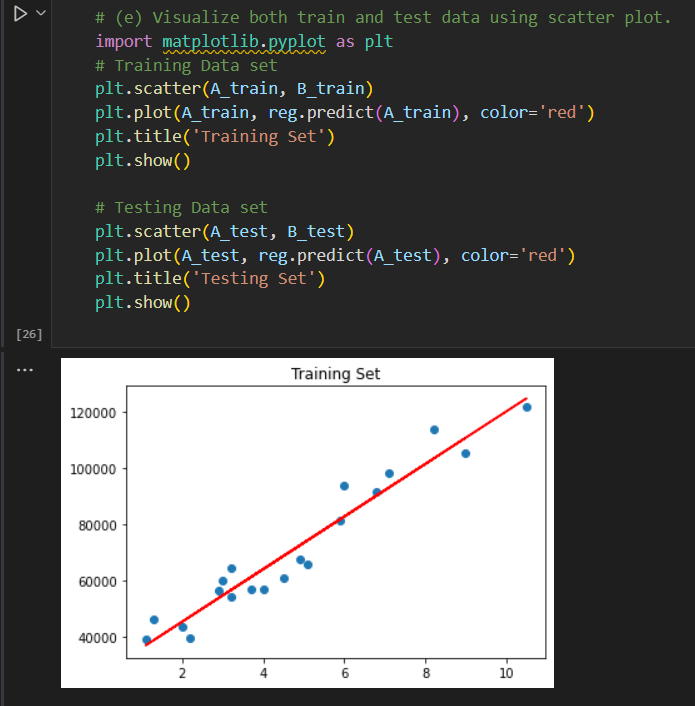 # (e) Visualize both train and test data using scatter plot.
import matplotlib.pyplot as plt
# Training Data set
plt.scatter(A_train, B_train)
plt.plot(A_train, reg.predict(A_train), color='red')
plt.title('Training Set')
plt.show()
# Testing Data set
plt.scatter(A_test, B_test)
plt.plot(A_test, reg.predict(A_test), color='red')
plt.title('Testing Set')
plt.show()
[26]
...
Training Set
120000
100000
80000
60000
40000
2 4 6 8 10